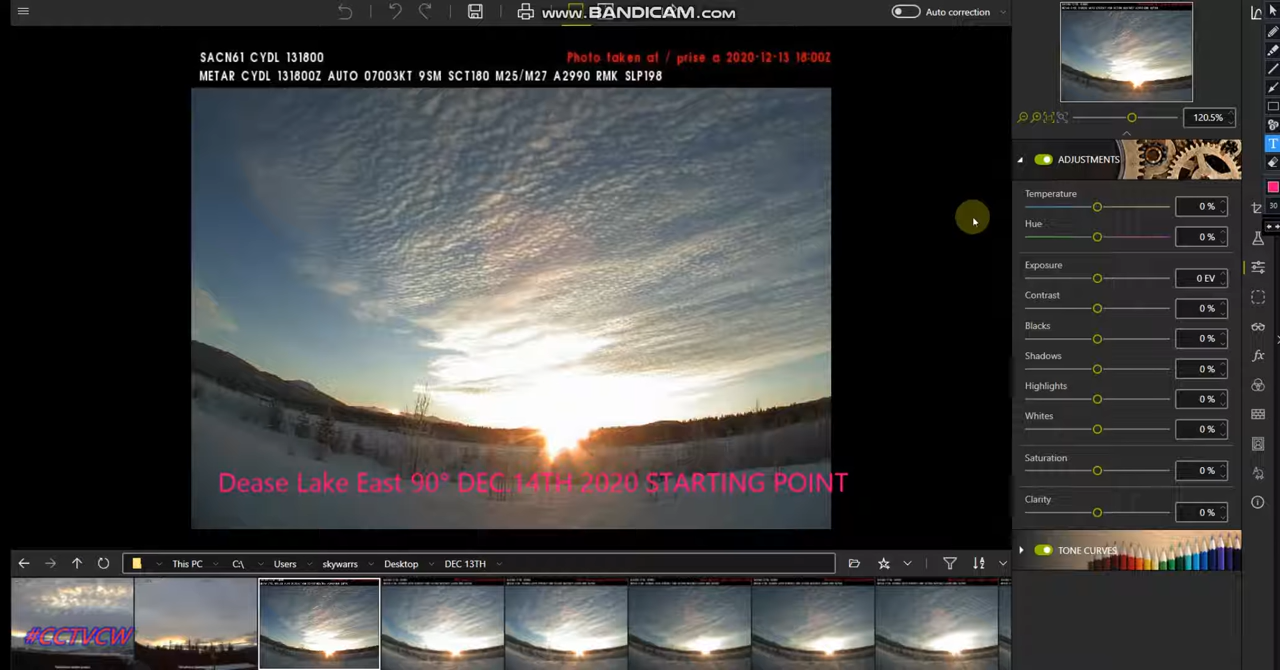 www.BANDICAM.com
Auto correction
SACN61 CYDL 131800
Photo taken at / prise a 2020-12-13 18:00Z
METAR CYDL 131800Z AUTO 07003KT 9SM SCT180 M25/M27 A2990 RMK SLP198
120.5%
ADJUSTMENTS
Temperature
0 %
Hue
0 %
Exposure
0 EV
Contrast
0 %
Blacks
0 %
Shadows
0 %
Highlights
0 %
Whites
0 %
Saturation
0 %
Clarity
0 %
TONE CURVES
T
30
fx
Dease Lake East 90° DEC 14TH 2020 STARTING POINT
This PC
C:\
Users
skywarrs
Desktop
DEC 13TH
#CCTVCW